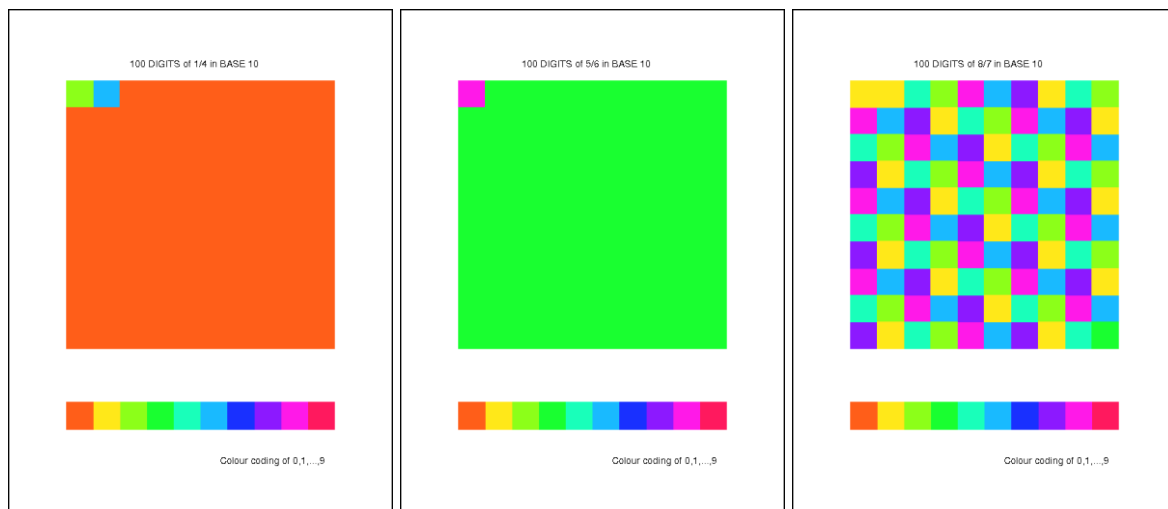 100 DIGITS of 1/4 in BASE 10
Colour coding of 0,1,...,9
100 DIGITS of 5/6 in BASE 10
Colour coding of 0,1,...,9
100 DIGITS of 8/7 in BASE 10
Colour coding of 0,1,...,9